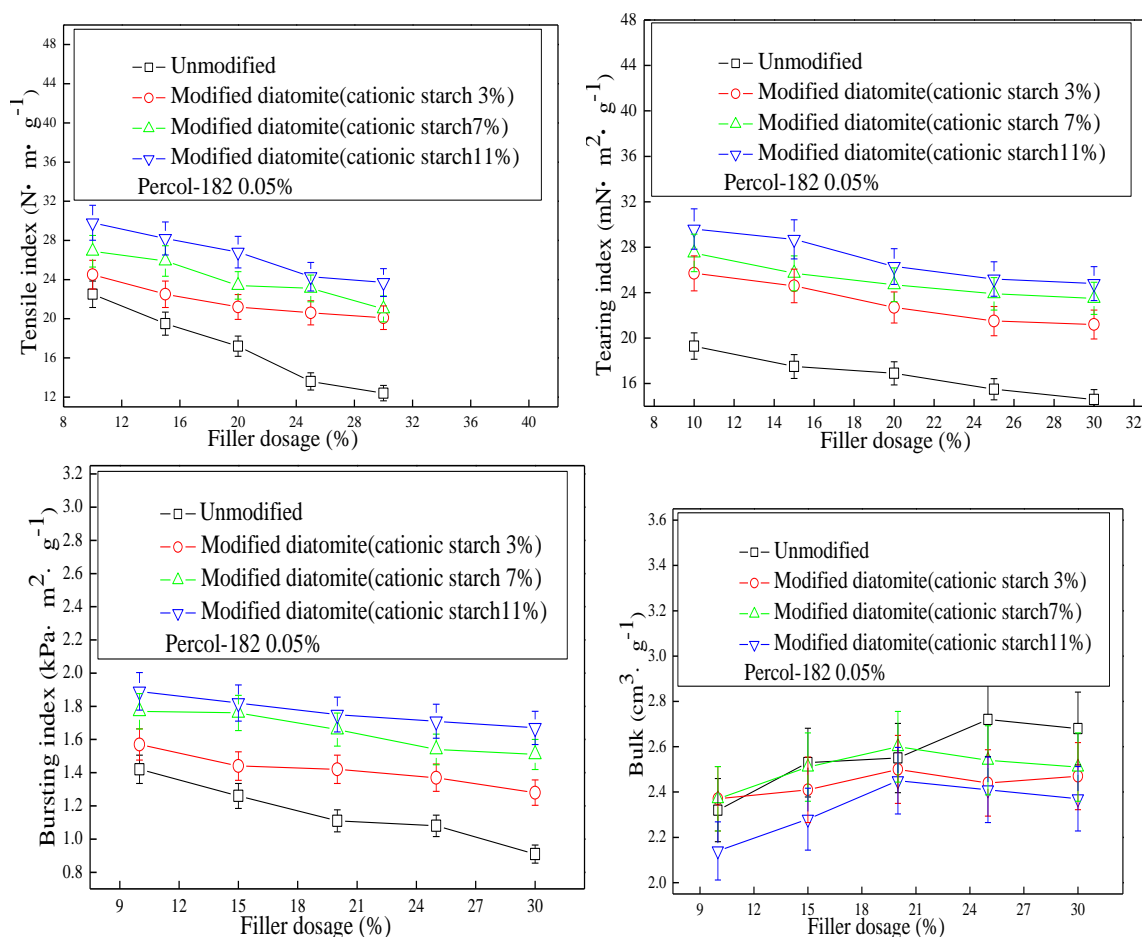 48
44
40
36
32
28
24
20
16
12
Tensile index (N· m· g-1)
Unmodified
Modified diatomite(cationic starch 3%)
Modified diatomite(cationic starch7%)
Modified diatomite(cationic starch11%)
Percol-182 0.05%
8 12 16 20 24 28 32 36 40
Filler dosage (%)
48
44
40
36
32
28
24
20
16
Tearing index (mN· m2· g-1)
Unmodified
Modified diatomite(cationic starch 3%)
Modified diatomite(cationic starch 7%)
Modified diatomite(cationic starch11%)
Percol-182 0.05%
8 10 12 14 16 18 20 22 24 26 28 30 32
Filler dosage (%)
3.2
3.0
2.8
2.6
2.4
2.2
2.0
1.8
1.6
1.4
1.2
1.0
0.8
Bursting index (kPa· m2· g-1)
Unmodified
Modified diatomite(cationic starch 3%)
Modified diatomite(cationic starch 7%)
Modified diatomite(cationic starch11%)
Percol-182 0.05%
9 12 15 18 21 24 27 30
Filler dosage (%)
3.6
3.4
3.2
3.0
2.8
2.6
2.4
2.2
2.0
Bulk (cm3· g-1)
Unmodified
Modified diatomite(cationic starch 3%)
Modified diatomite(cationic starch7%)
Modified diatomite(cationic starch11%)
Percol-182 0.05%
9 12 15 18 21 24 27 30
Filler dosage (%)